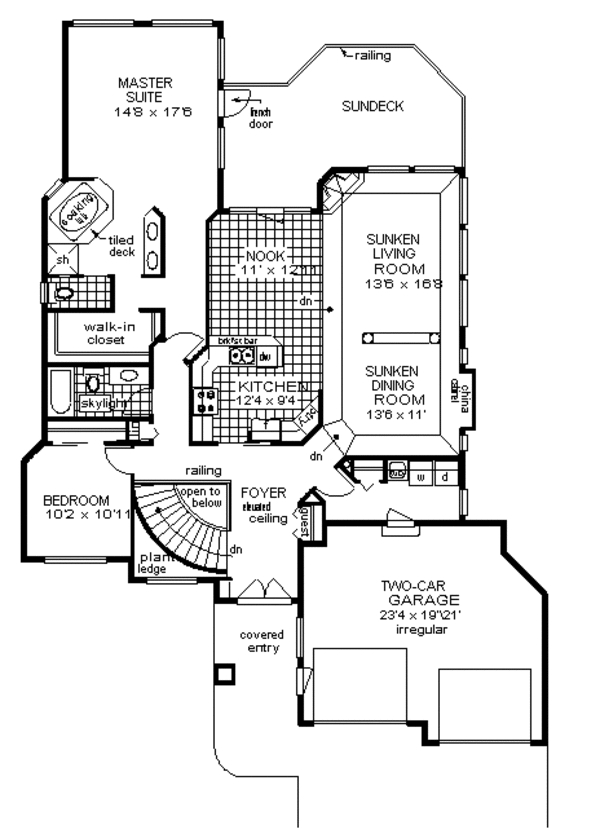 railing
MASTER
SUITE
14'8 x 17'6
french
door
SUNDECK
soaking
tub
tiled
deck
sh
NOOK
11' x 12'11
SUNKEN
LIVING
ROOM
13'6 x 16'8
dn
walk-in
closet
brkfst bar
dw
KITCHEN
12'4 x 9'4
SUNKEN
DINING
ROOM
13'6 x 11'
china
skylight
f
dn
railing
w
d
BEDROOM
10'2 x 10'11
open to
below
FOYER
elevated
ceiling
guest
dn
plant
ledge
TWO-CAR
GARAGE
23'4 x 19'\21'
irregular
covered
entry